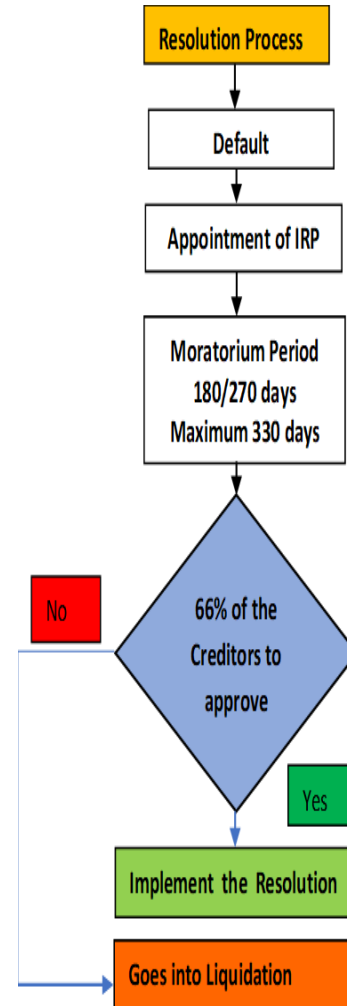 Resolution Process
Default
Appointment of IRP
Moratorium Period
180/270 days
Maximum 330 days
No
66% of the
Creditors to
approve
Yes
Implement the Resolution
Goes into Liquidation